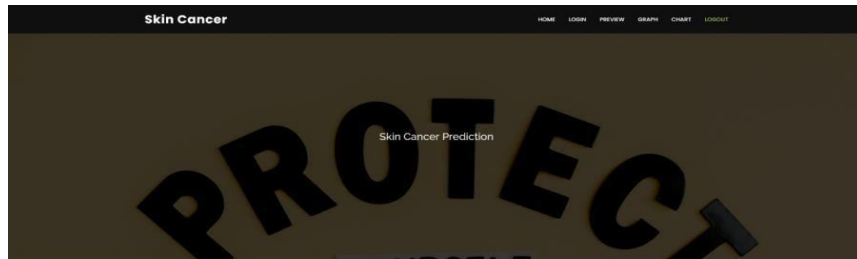 Skin Cancer
HOME LOGIN PREVIEW GRAPH CHART LOGOUT
Skin Cancer Prediction
PROTECT